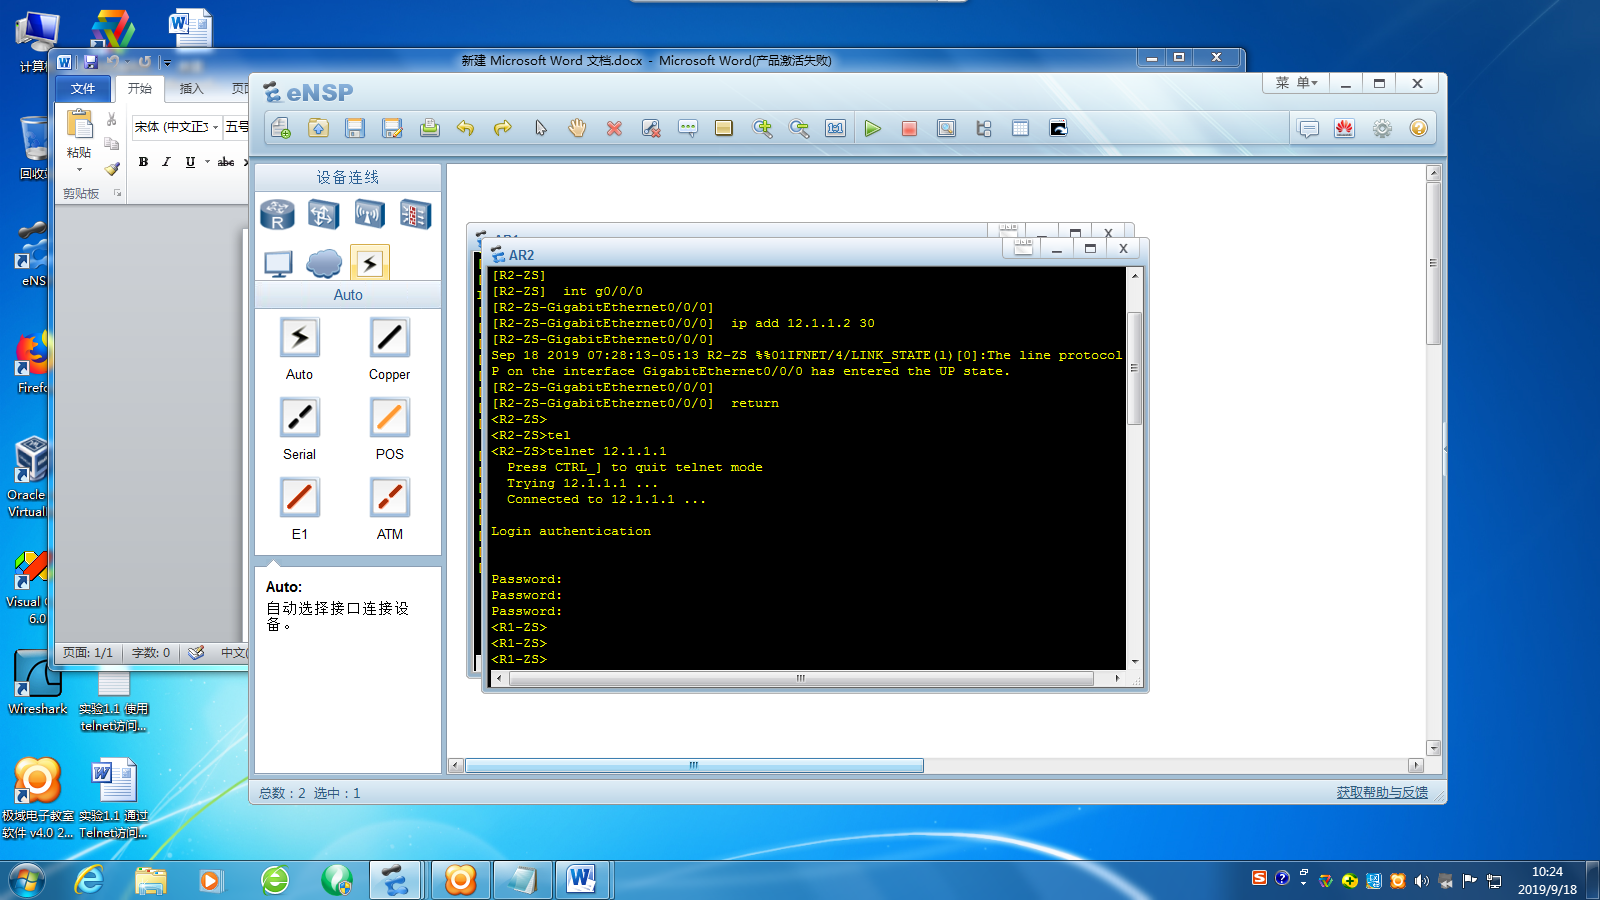 计算
新建 Microsoft Word 文档.docx - Microsoft Word(产品激活失败)
文件 开始 插入 页
宋体 (中文正 五号
粘贴
B I U abc
剪贴板
页面: 1/1 字数: 0 中文(
eNSP
菜 单
设备连线
Auto
Auto Copper
Serial POS
E1 ATM
Auto:
自动选择接口连接设
备。
AR2
[R2-ZS]
[R2-ZS] int g0/0/0
[R2-ZS-GigabitEthernet0/0/0]
[R2-ZS-GigabitEthernet0/0/0] ip add 12.1.1.2 30
[R2-ZS-GigabitEthernet0/0/0]
Sep 18 2019 07:28:13-05:13 R2-ZS %%01IFNET/4/LINK_STATE(l)[0]:The line protocol
P on the interface GigabitEthernet0/0/0 has entered the UP state.
[R2-ZS-GigabitEthernet0/0/0]
[R2-ZS-GigabitEthernet0/0/0] return
<R2-ZS>
<R2-ZS>tel
<R2-ZS>telnet 12.1.1.1
Press CTRL_] to quit telnet mode
Trying 12.1.1.1 ...
Connected to 12.1.1.1 ...
Login authentication
Password:
Password:
Password:
<R1-ZS>
<R1-ZS>
<R1-ZS>
总数：2 选中：1
获取帮助与反馈
回收
eNS
Firefo
Oracle
Virtual
Visual
6.0
Wireshark
实验1.1 使用
telnet访问...
极域电子教室
软件 v4.0 2...
实验1.1 通过
Telnet访问...
10:24
2019/9/18